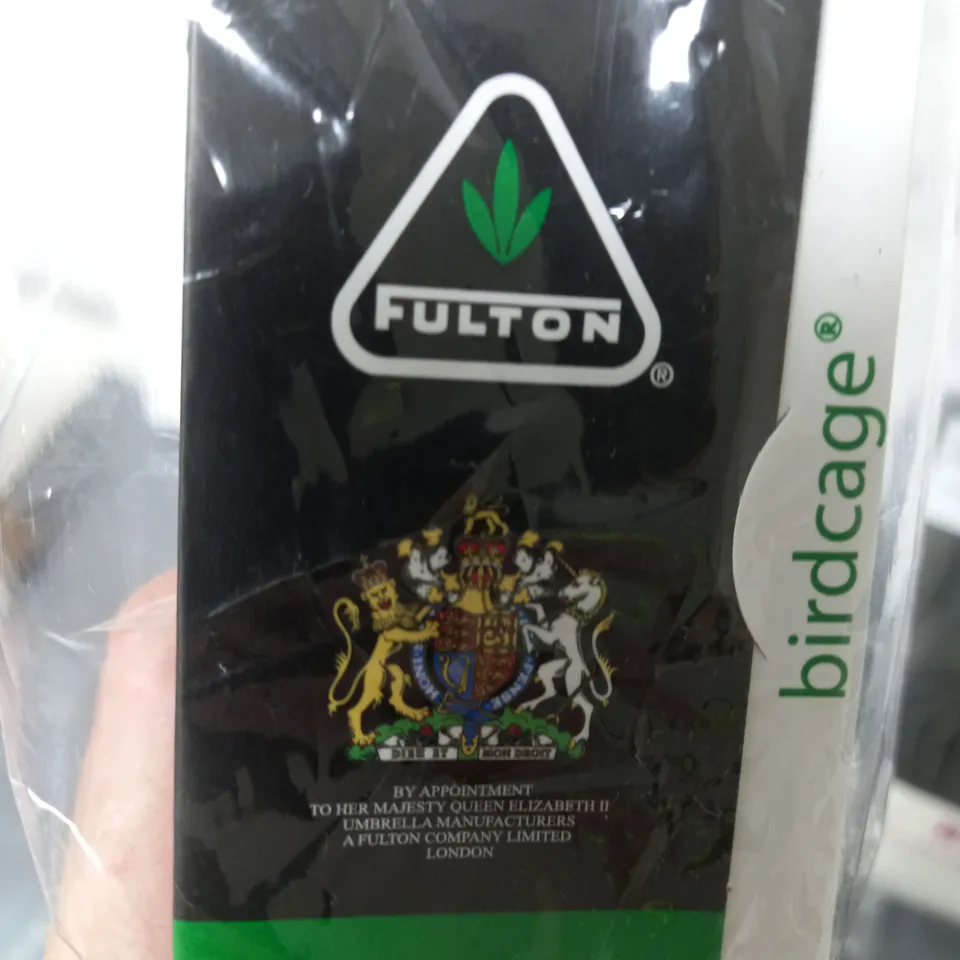 FULTON
®
DIEU ET MON DROIT
BY APPOINTMENT
TO HER MAJESTY QUEEN ELIZABETH II
UMBRELLA MANUFACTURERS
A FULTON COMPANY LIMITED
LONDON
birdcage®